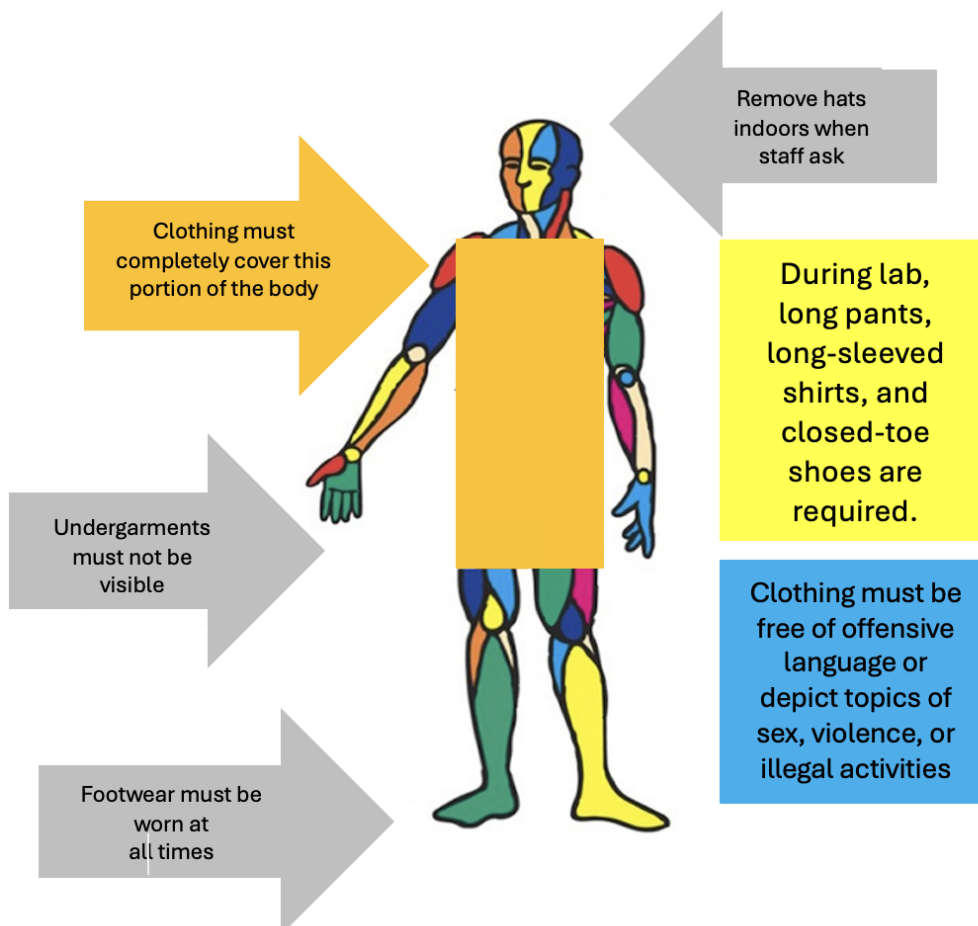 Remove hats
indoors when
staff ask
Clothing must
completely cover this
portion of the body
During lab,
long pants,
long-sleeved
shirts, and
closed-toe
shoes are
required.
Undergarments
must not be
visible
Clothing must be
free of offensive
language or
depict topics of
sex, violence, or
illegal activities
Footwear must be
worn at
all times